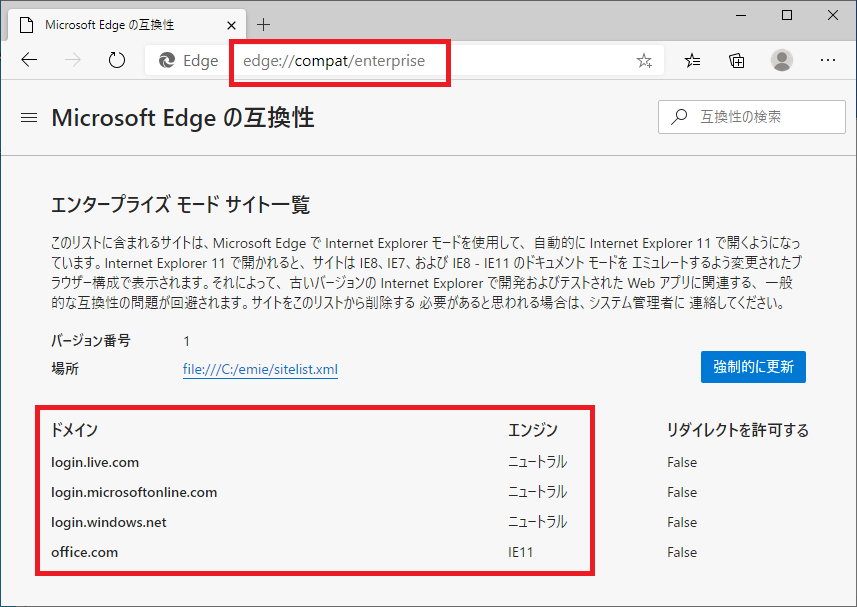 Microsoft Edge の互換性
Edge edge://compat/enterprise
Microsoft Edge の互換性
互換性の検索
エンタープライズ モード サイト一覧
このリストに含まれるサイトは、Microsoft Edge で Internet Explorer モードを使用して、 自動的に Internet Explorer 11 で開くようになっ
ています。Internet Explorer 11 で開かれると、サイトは IE8、IE7、および IE8 - IE11 のドキュメント モードを エミュレートするよう変更されたブ
ラウザー構成で表示されます。それによって、古いバージョンの Internet Explorer で開発およびテストされた Web アプリに関連する、一般
的な互換性の問題が回避されます。サイトをこのリストから削除する 必要があると思われる場合は、システム管理者に 連絡してください。
バージョン番号 1
場所 file:///C:/emie/sitelist.xml
強制的に更新
ドメイン エンジン リダイレクトを許可する
login.live.com ニュートラル False
login.microsoftonline.com ニュートラル False
login.windows.net ニュートラル False
office.com IE11 False